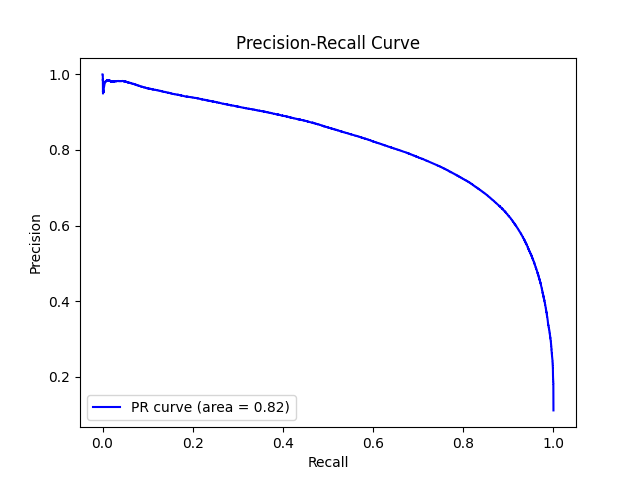 Precision-Recall Curve
1.0
0.8
0.6
0.4
0.2
Precision
PR curve (area = 0.82)
0.0 0.2 0.4 0.6 0.8 1.0
Recall